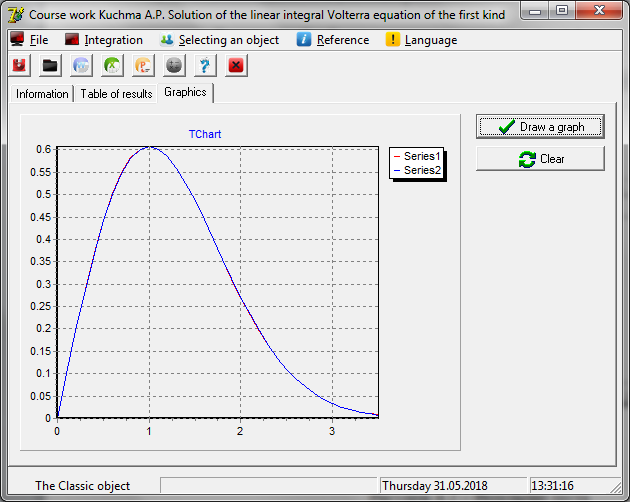 Course work Kuchma A.P. Solution of the linear integral Volterra equation of the first kind
File Integration Selecting an object Reference Language
Information Table of results Graphics
TChart
Draw a graph
Clear
Series1
Series2
0.6
0.55
0.5
0.45
0.4
0.35
0.3
0.25
0.2
0.15
0.1
0.05
0
0 1 2 3
The Classic object Thursday 31.05.2018 13:31:16